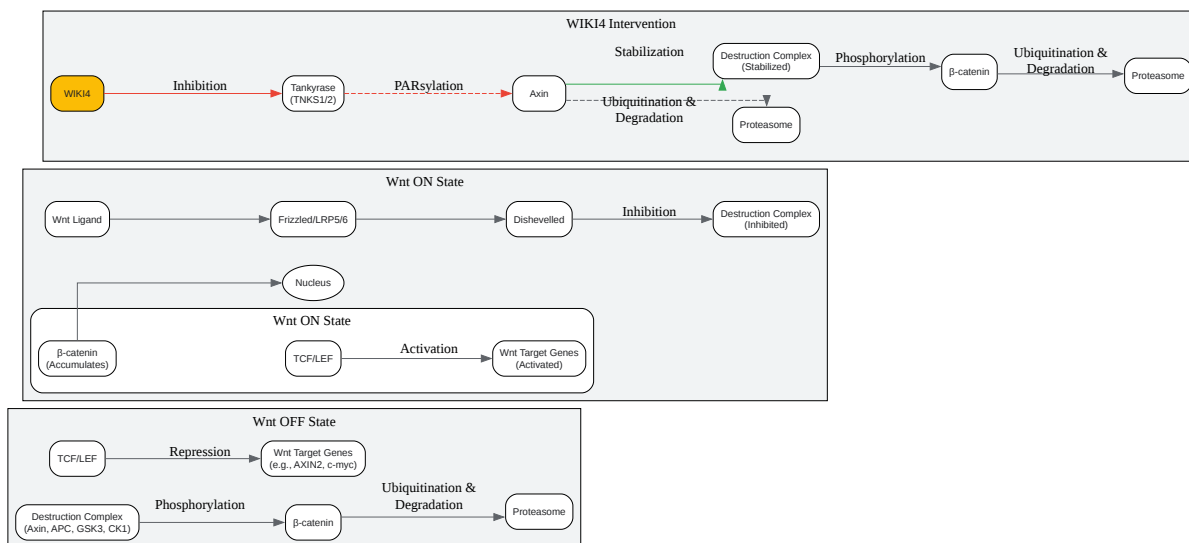 WIKI4 Intervention
Stabilization
Destruction Complex
(Stabilized)
Phosphorylation
Ubiquitination &
Degradation
WIKI4
Inhibition
Tankyrase
(TNKS1/2)
PARsylation
Axin
β-catenin
Proteasome
Ubiquitination &
Degradation
Proteasome
Wnt ON State
Wnt Ligand
Frizzled/LRP5/6
Dishevelled
Inhibition
Destruction Complex
(Inhibited)
Nucleus
Wnt ON State
β-catenin
(Accumulates)
TCF/LEF
Activation
Wnt Target Genes
(Activated)
Wnt OFF State
TCF/LEF
Repression
Wnt Target Genes
(e.g., AXIN2, c-myc)
Destruction Complex
(Axin, APC, GSK3, CK1)
Phosphorylation
β-catenin
Ubiquitination &
Degradation
Proteasome